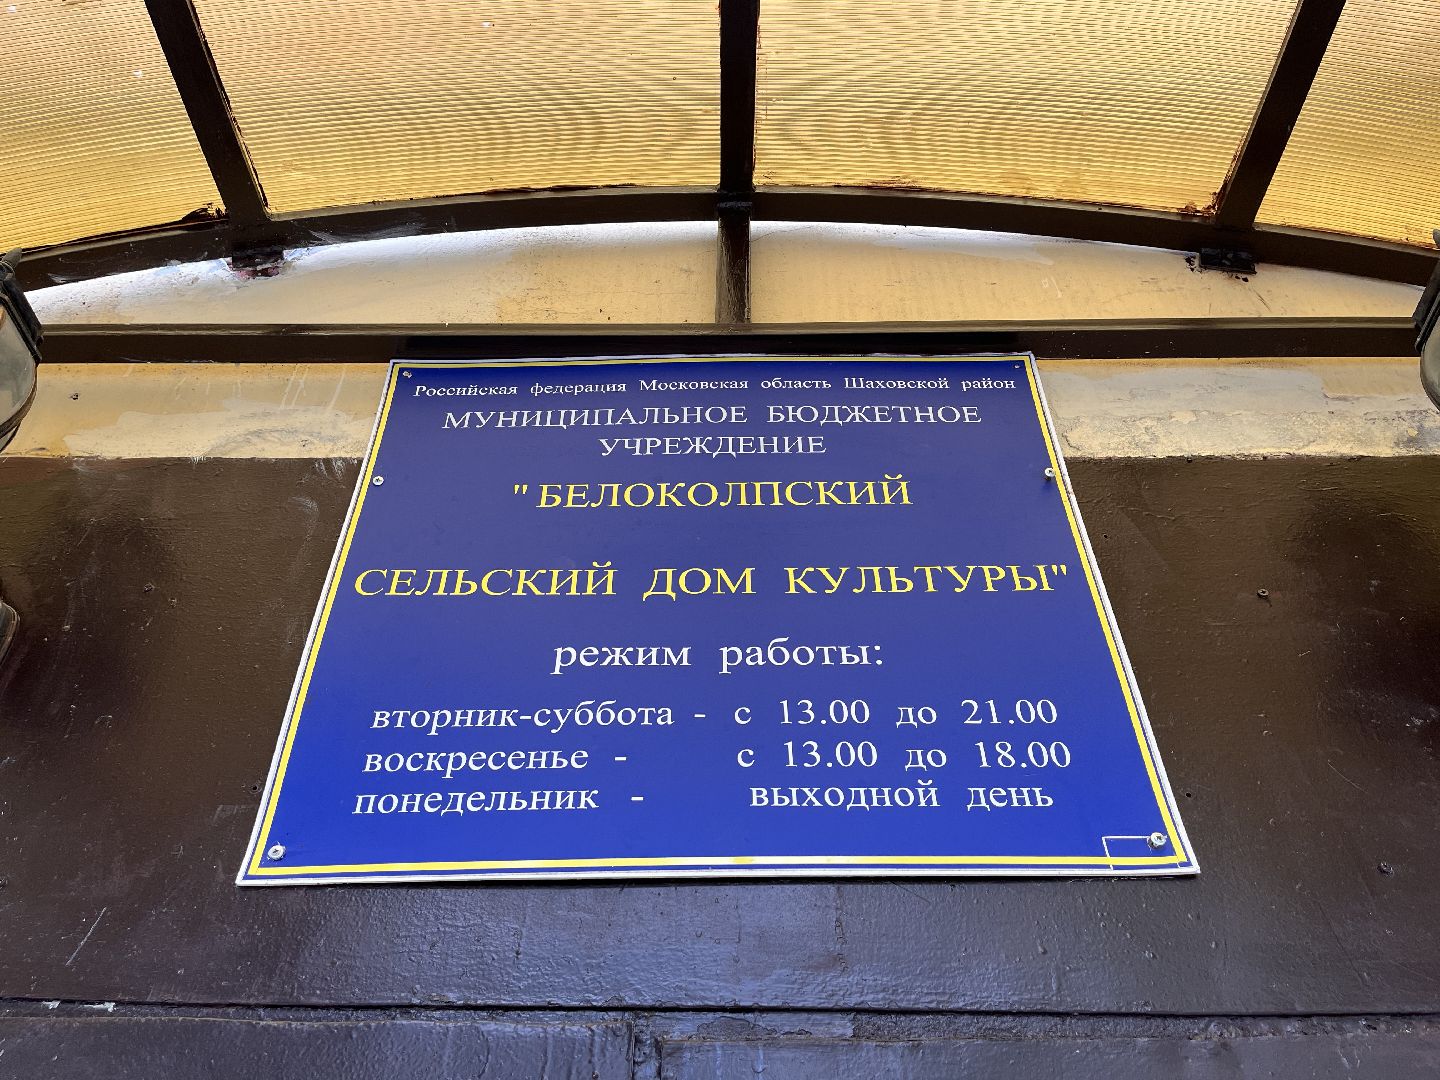 Российская федерация Московская область Шаховской район
МУНИЦИПАЛЬНОЕ БЮДЖЕТНОЕ
УЧРЕЖДЕНИЕ
"БЕЛОКОЛПСКИЙ
СЕЛЬСКИЙ ДОМ КУЛЬТУРЫ"
режим работы:
вторник-суббота - с 13.00 до 21.00
воскресенье - с 13.00 до 18.00
понедельник - выходной день